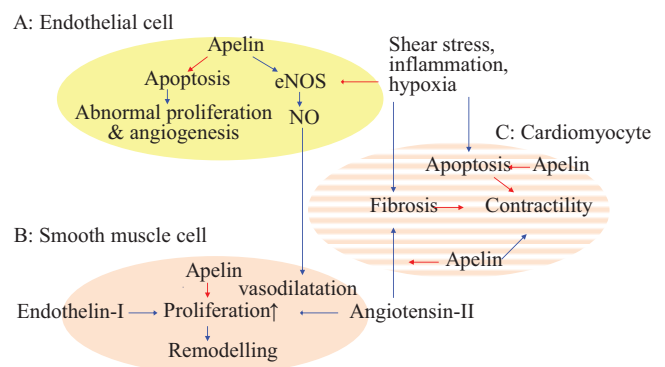 A: Endothelial cell
Apelin
Apoptosis
eNOS
Abnormal proliferation
& angiogenesis
NO
Shear stress,
inflammation,
hypoxia
C: Cardiomyocyte
Apoptosis
Apelin
Fibrosis
Contractility
Apelin
B: Smooth muscle cell
Apelin
vasodilatation
Endothelin-I
Proliferation↑
Angiotensin-II
Remodelling